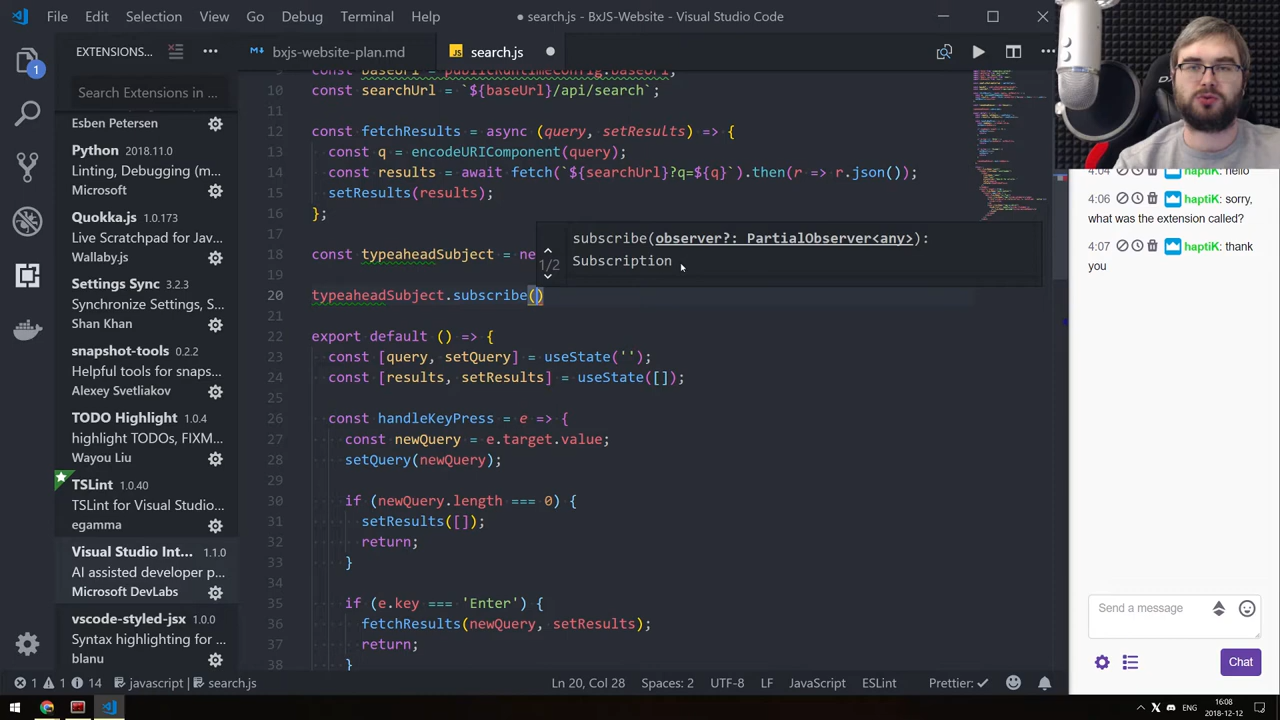 File Edit Selection View Go Debug Terminal Help
● search.js - BxJS-Website - Visual Studio Code
EXTENSIONS...
bxjs-website-plan.md
JS search.js
1
Search Extensions in ...
Esben Petersen
Python 2018.11.0
Linting, Debugging (m...
Microsoft
Quokka.js 1.0.173
Live Scratchpad for Jav...
Wallaby.js
Settings Sync 3.2.3
Synchronize Settings, S...
Shan Khan
snapshot-tools 0.2.2
Helpful tools for snaps...
Alexey Svetliakov
TODO Highlight 1.0.4
highlight TODOs, FIXM...
Wayou Liu
TSLint 1.0.40
TSLint for Visual Studio...
egamma
Visual Studio Int... 1.1.0
AI assisted developer p...
Microsoft DevLabs
vscode-styled-jsx 1.0.0
Syntax highlighting for ...
blanu
9 const baseUrl = publicRuntimeConfig.baseUrl;
10 const searchUrl = `${baseUrl}/api/search`;
11
12 const fetchResults = async (query, setResults) => {
13 const q = encodeURIComponent(query);
14 const results = await fetch(`${searchUrl}?q=${q}`).then(r => r.json());
15 setResults(results);
16 };
17
18 const typeaheadSubject = ne
19
20 typeaheadSubject.subscribe()
21
22 export default () => {
23 const [query, setQuery] = useState('');
24 const [results, setResults] = useState([]);
25
26 const handleKeyPress = e => {
27 const newQuery = e.target.value;
28 setQuery(newQuery);
29
30 if (newQuery.length === 0) {
31 setResults([]);
32 return;
33 }
34
35 if (e.key === 'Enter') {
36 fetchResults(newQuery, setResults);
37 return;
38 }
1/2
subscribe(observer?: PartialObserver<any>):
Subscription
4:04 haptiK: hello
4:06 haptiK: sorry,
what was the extension called?
4:07 haptiK: thank
you
Send a message
Chat
1 1 14 javascript search.js
Ln 20, Col 28 Spaces: 2 UTF-8 LF JavaScript ESLint Prettier: ✓
ENG
16:08
2018-12-12